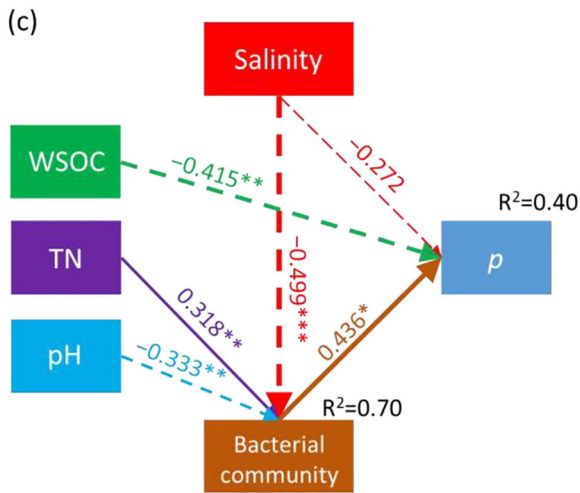 (c)
Salinity
WSOC
−0.415**
−0.272
R²=0.40
TN
p
−0.499***
0.318**
0.436*
pH
−0.333**
R²=0.70
Bacterial
community